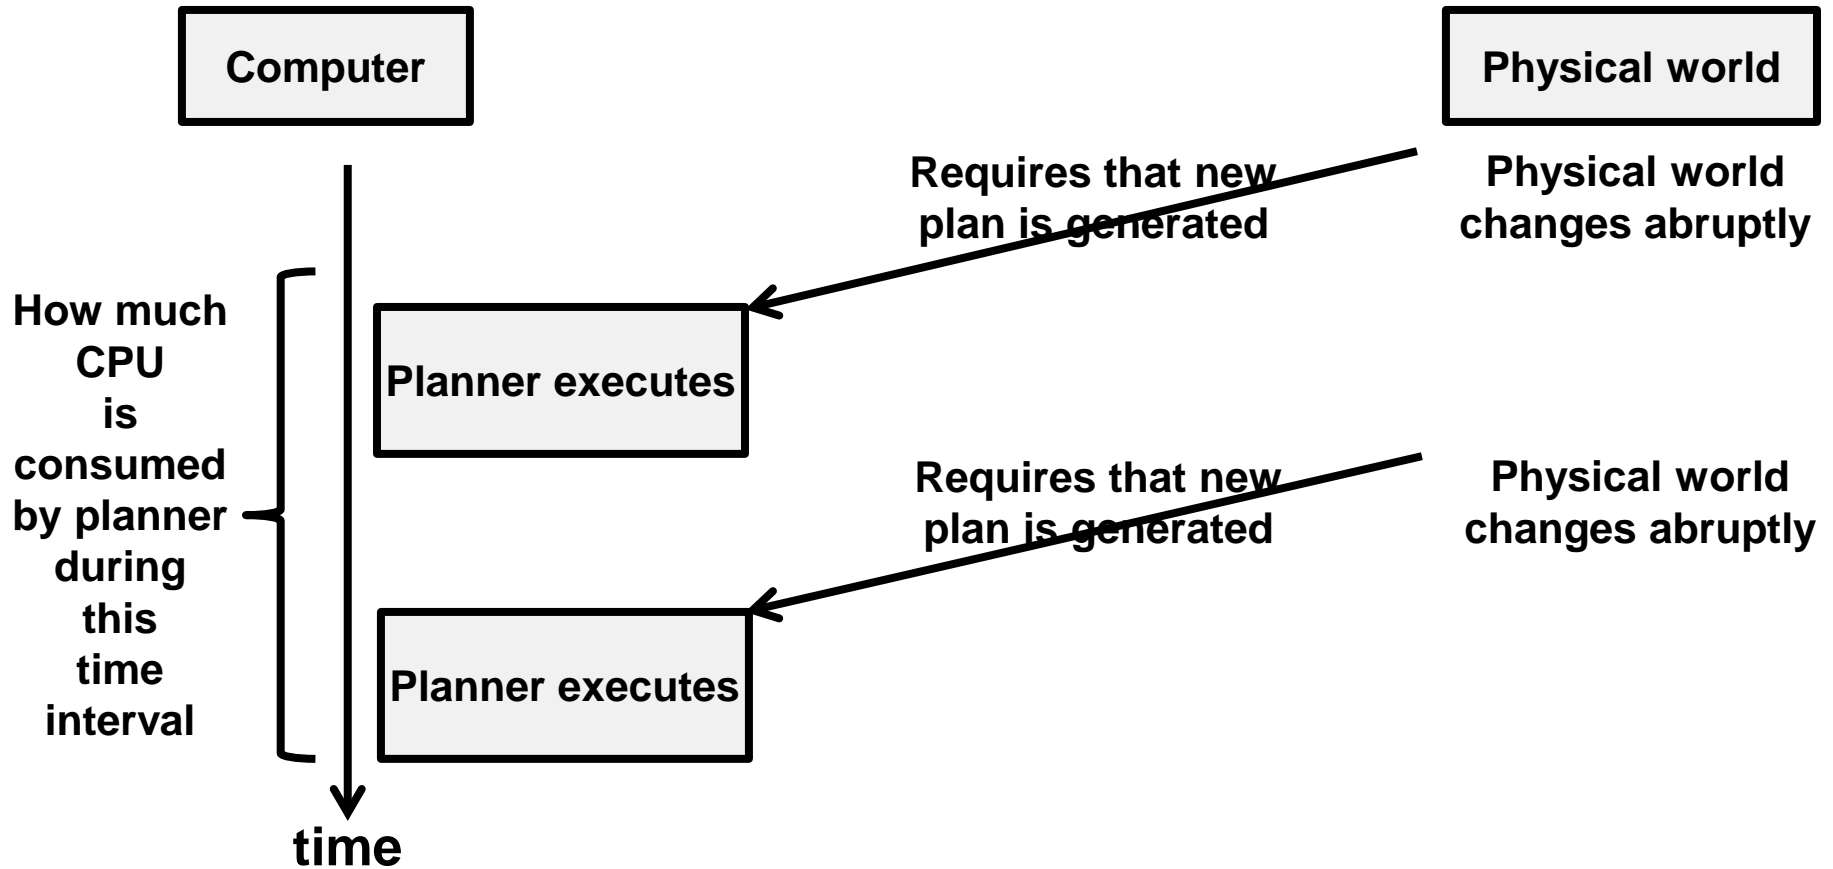 Computer
Physical world
Requires that new
plan is generated
Physical world
changes abruptly
How much
CPU
is
consumed
by planner
during
this
time
interval
Planner executes
Requires that new
plan is generated
Physical world
changes abruptly
Planner executes
time